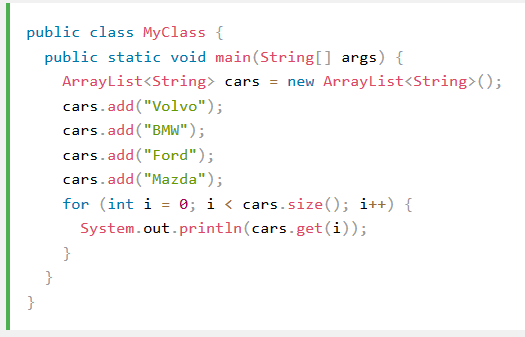 public class MyClass {
  public static void main(String[] args) {
    ArrayList<String> cars = new ArrayList<String>();
    cars.add("Volvo");
    cars.add("BMW");
    cars.add("Ford");
    cars.add("Mazda");
    for (int i = 0; i < cars.size(); i++) {
      System.out.println(cars.get(i));
    }
  }
}